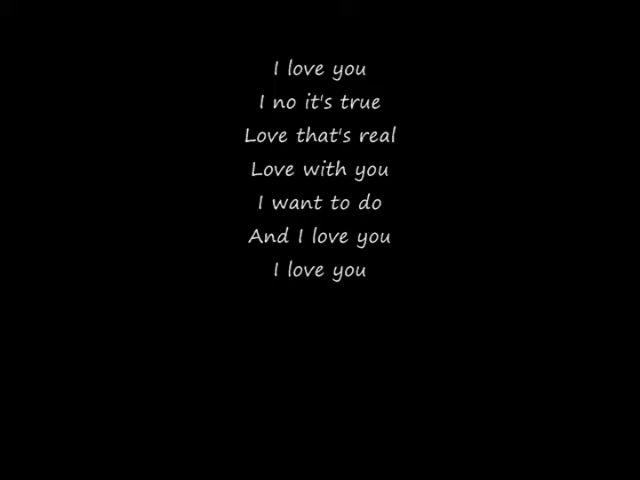 I love you
I no it's true
Love that's real
Love with you
I want to do
And I love you
I love you